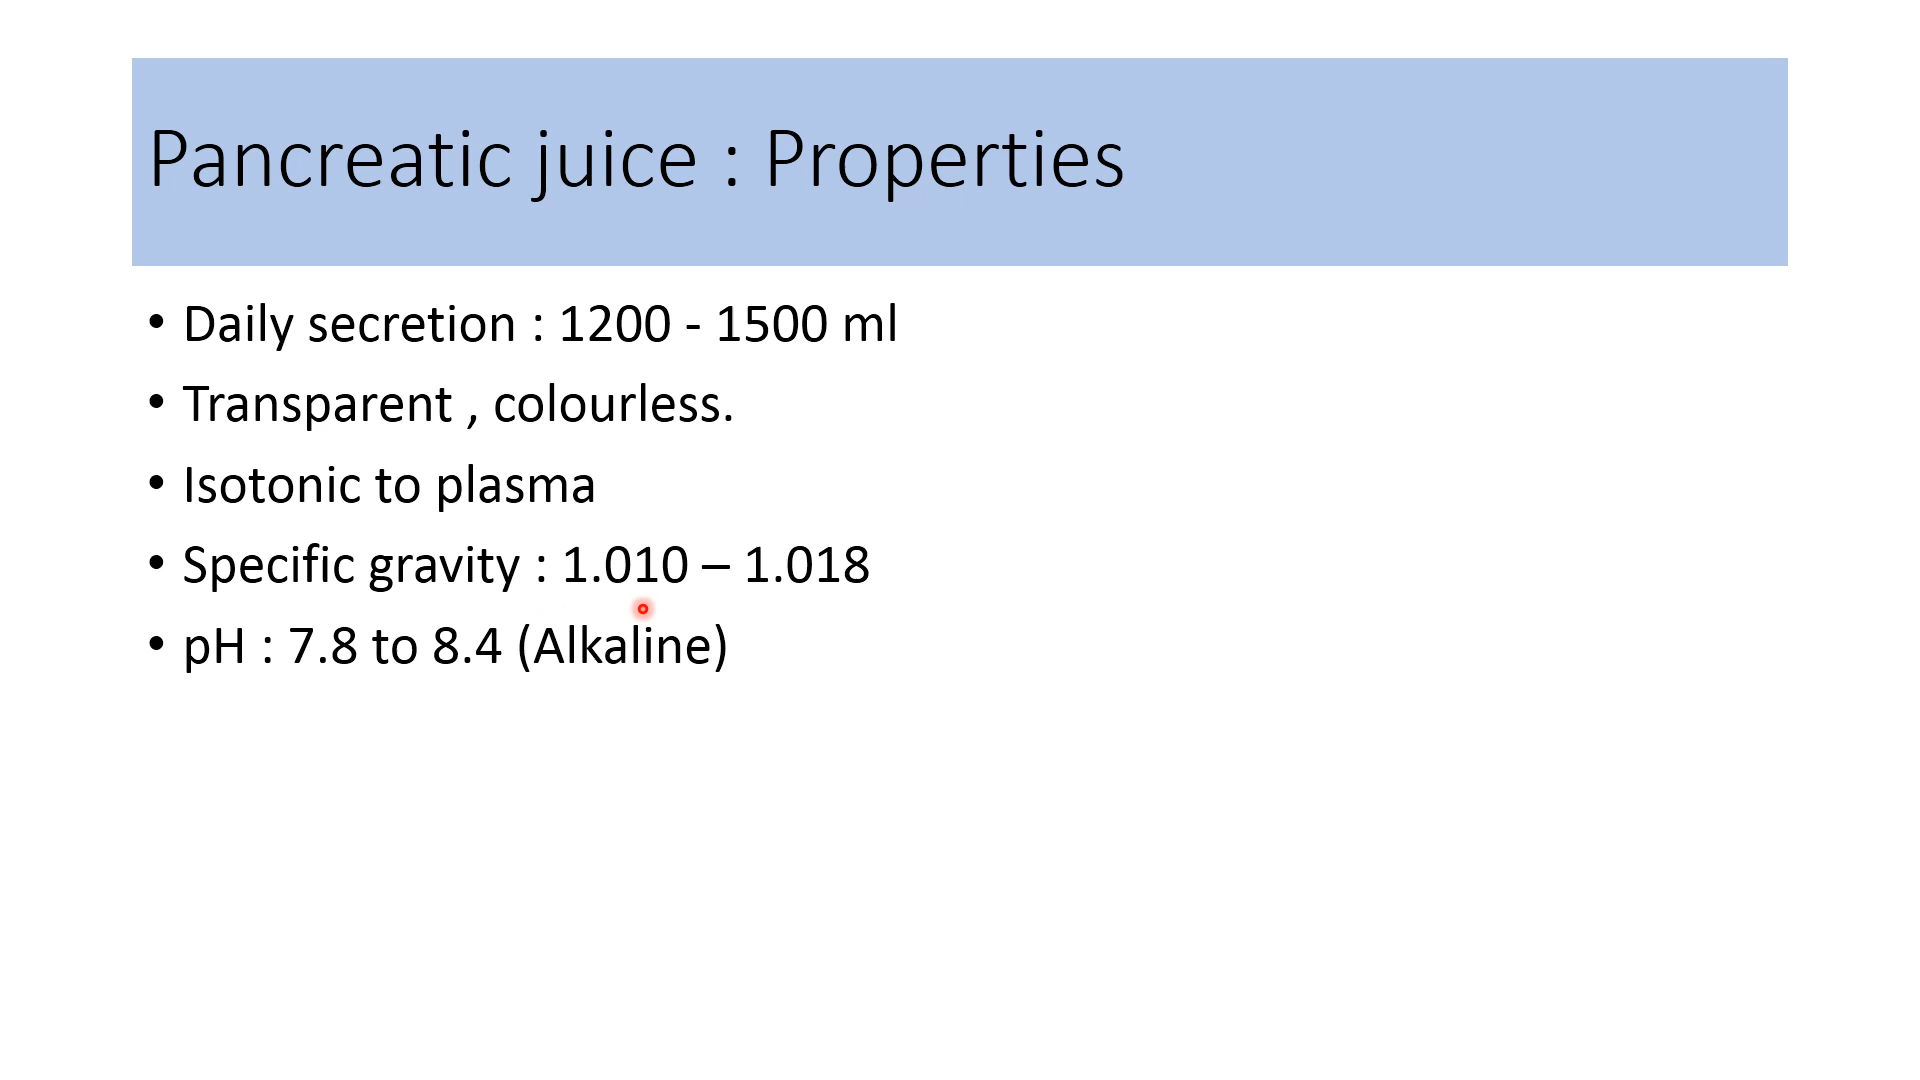 Pancreatic juice : Properties
• Daily secretion : 1200 - 1500 ml
• Transparent , colourless.
• Isotonic to plasma
• Specific gravity : 1.010 – 1.018
• pH : 7.8 to 8.4 (Alkaline)